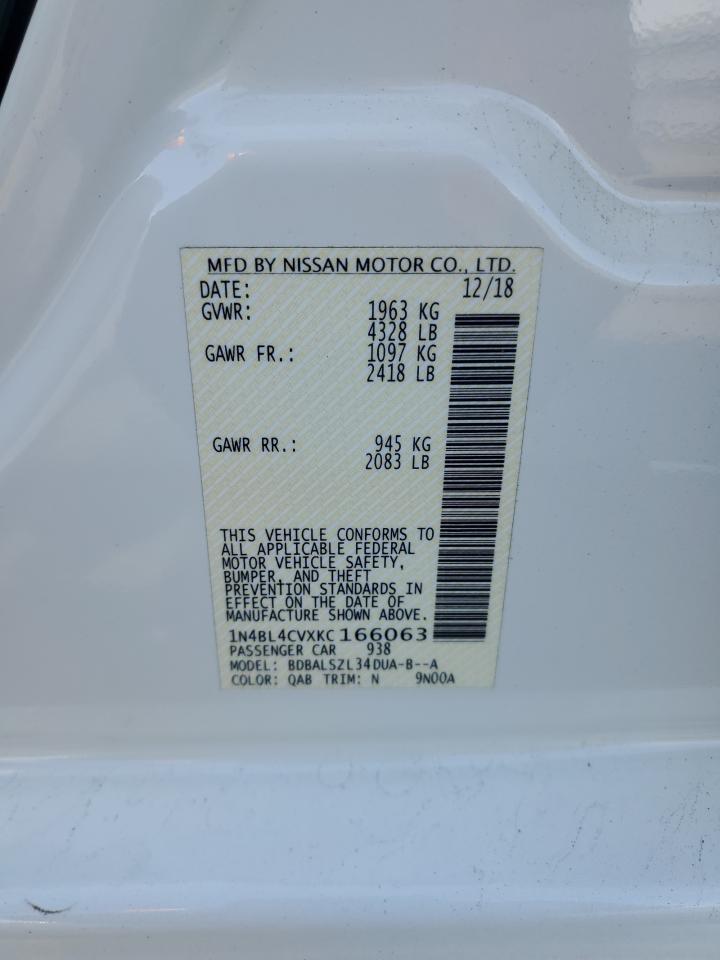 MFD BY NISSAN MOTOR CO., LTD.
DATE: 12/18
GVWR: 1963 KG
4328 LB
GAWR FR.: 1097 KG
2418 LB
GAWR RR.: 945 KG
2083 LB
THIS VEHICLE CONFORMS TO
ALL APPLICABLE FEDERAL
MOTOR VEHICLE SAFETY,
BUMPER, AND THEFT
PREVENTION STANDARDS IN
EFFECT ON THE DATE OF
MANUFACTURE SHOWN ABOVE.
1N4BL4CVXKC166063
PASSENGER CAR 938
MODEL: BDBALSZL34DUA-B--A
COLOR: QAB TRIM: N 9N00A